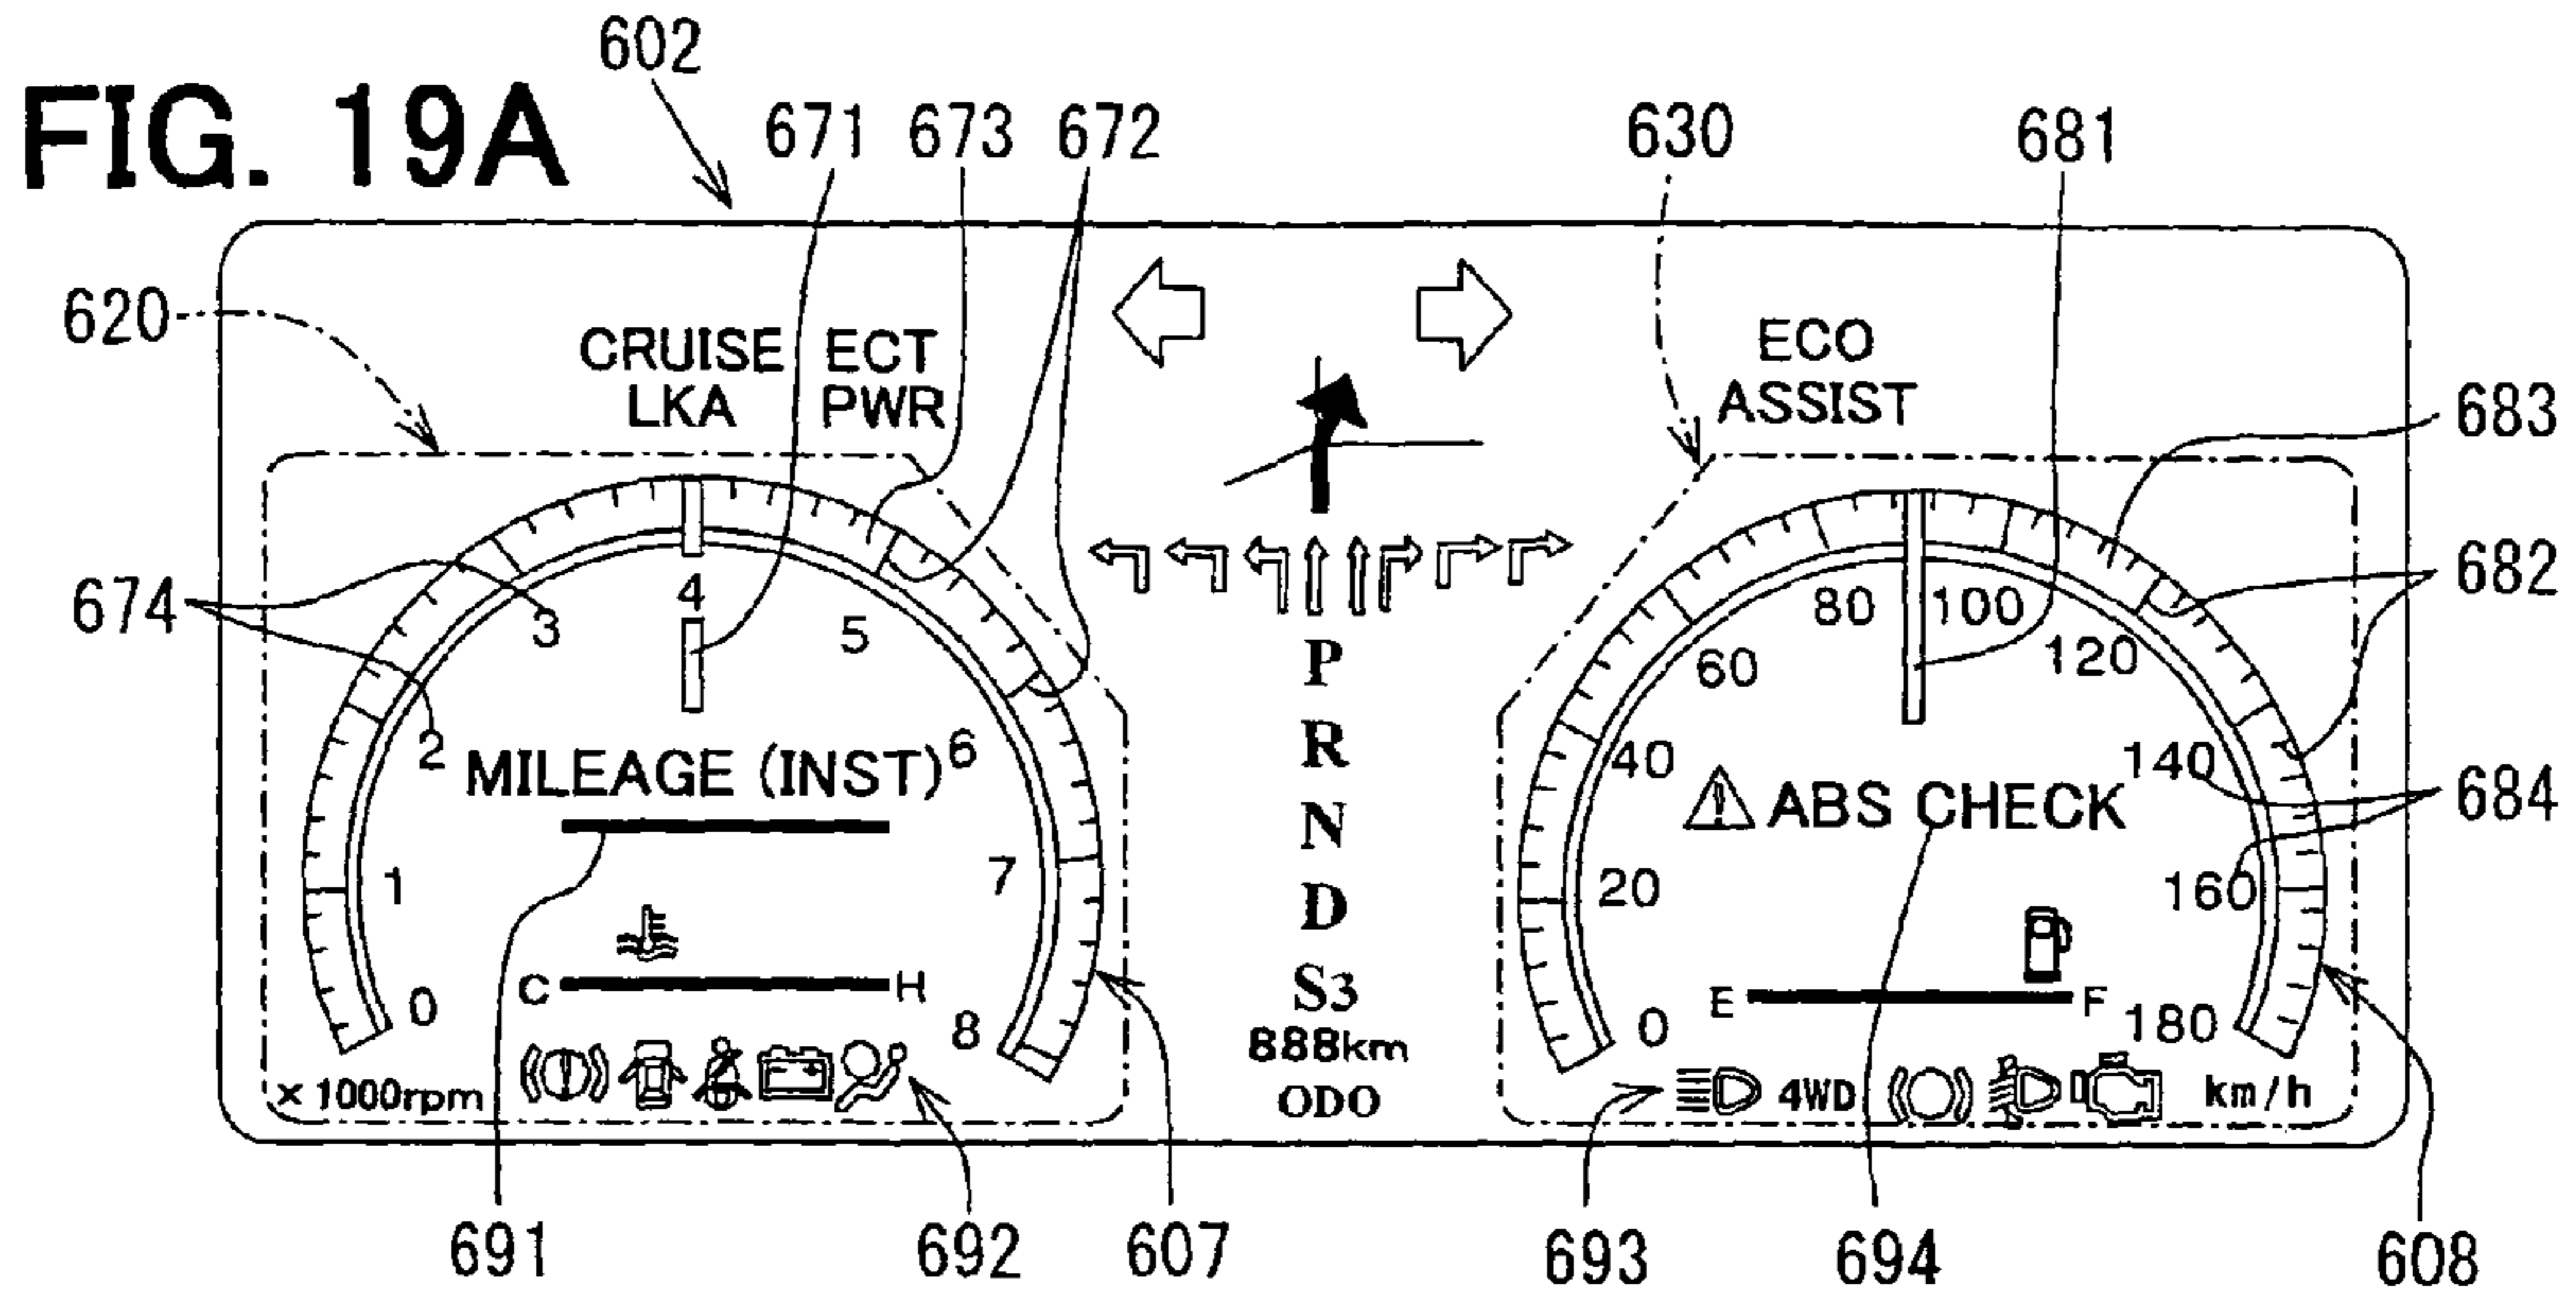 FIG. 19A
602
671 673 672 630 681
620
CRUISE ECT
LKA PWR
ECO
ASSIST
683
674
682
684
0
1
2
3
4
5
6
7
8
MILEAGE (INST)
C H
× 1000rpm
P
R
N
D
S3
888km
ODO
0
20
40
60
80
100
120
140
160
180
! ABS CHECK
E F
4WD
km/h
691 692 607 693 694 608